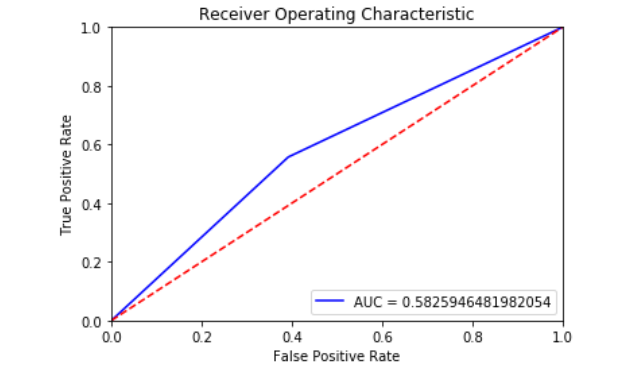 Receiver Operating Characteristic
1.0
0.8
0.6
0.4
0.2
0.0
True Positive Rate
AUC = 0.5825946481982054
0.0 0.2 0.4 0.6 0.8 1.0
False Positive Rate